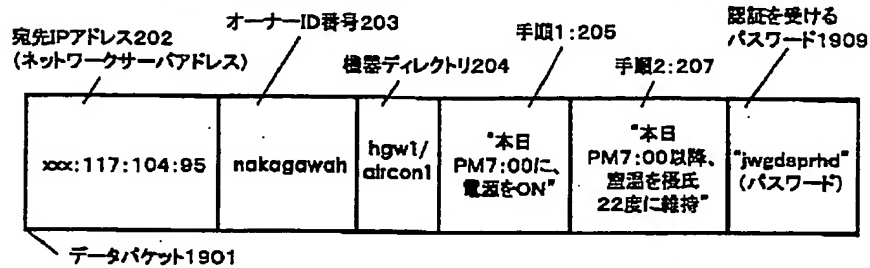 宛先IPアドレス202
(ネットワークサーバアドレス)
オーナーID番号203
機器ディレクトリ204
手順1:205
手順2:207
認証を受ける
パスワード1909
xxx:117:104:95
nakagawah
hgw1/
aircon1
"本日
PM7:00に、
電源をON"
"本日
PM7:00以降、
室温を摂氏
22度に維持"
"jwgdsprhd"
(パスワード)
データパケット1901